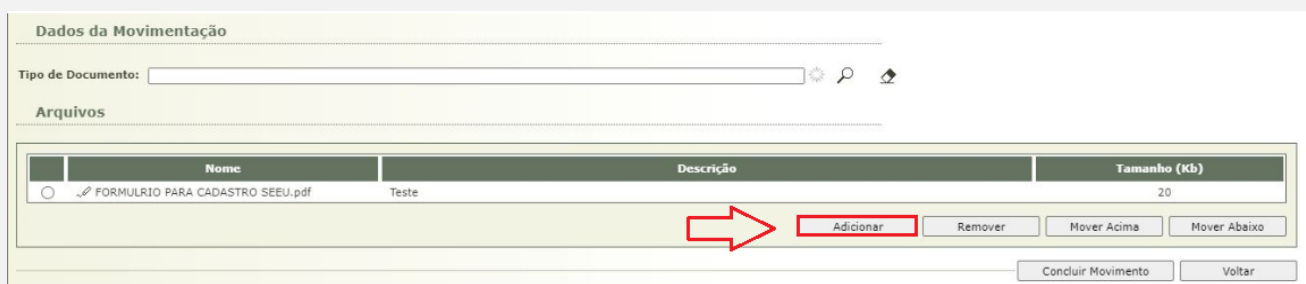 Dados da Movimentação
Tipo de Documento:
Arquivos
Nome Descrição Tamanho (Kb)
FORMULRIO PARA CADASTRO SEEU.pdf Teste 20
Adicionar Remover Mover Acima Mover Abaixo
Concluir Movimento Voltar